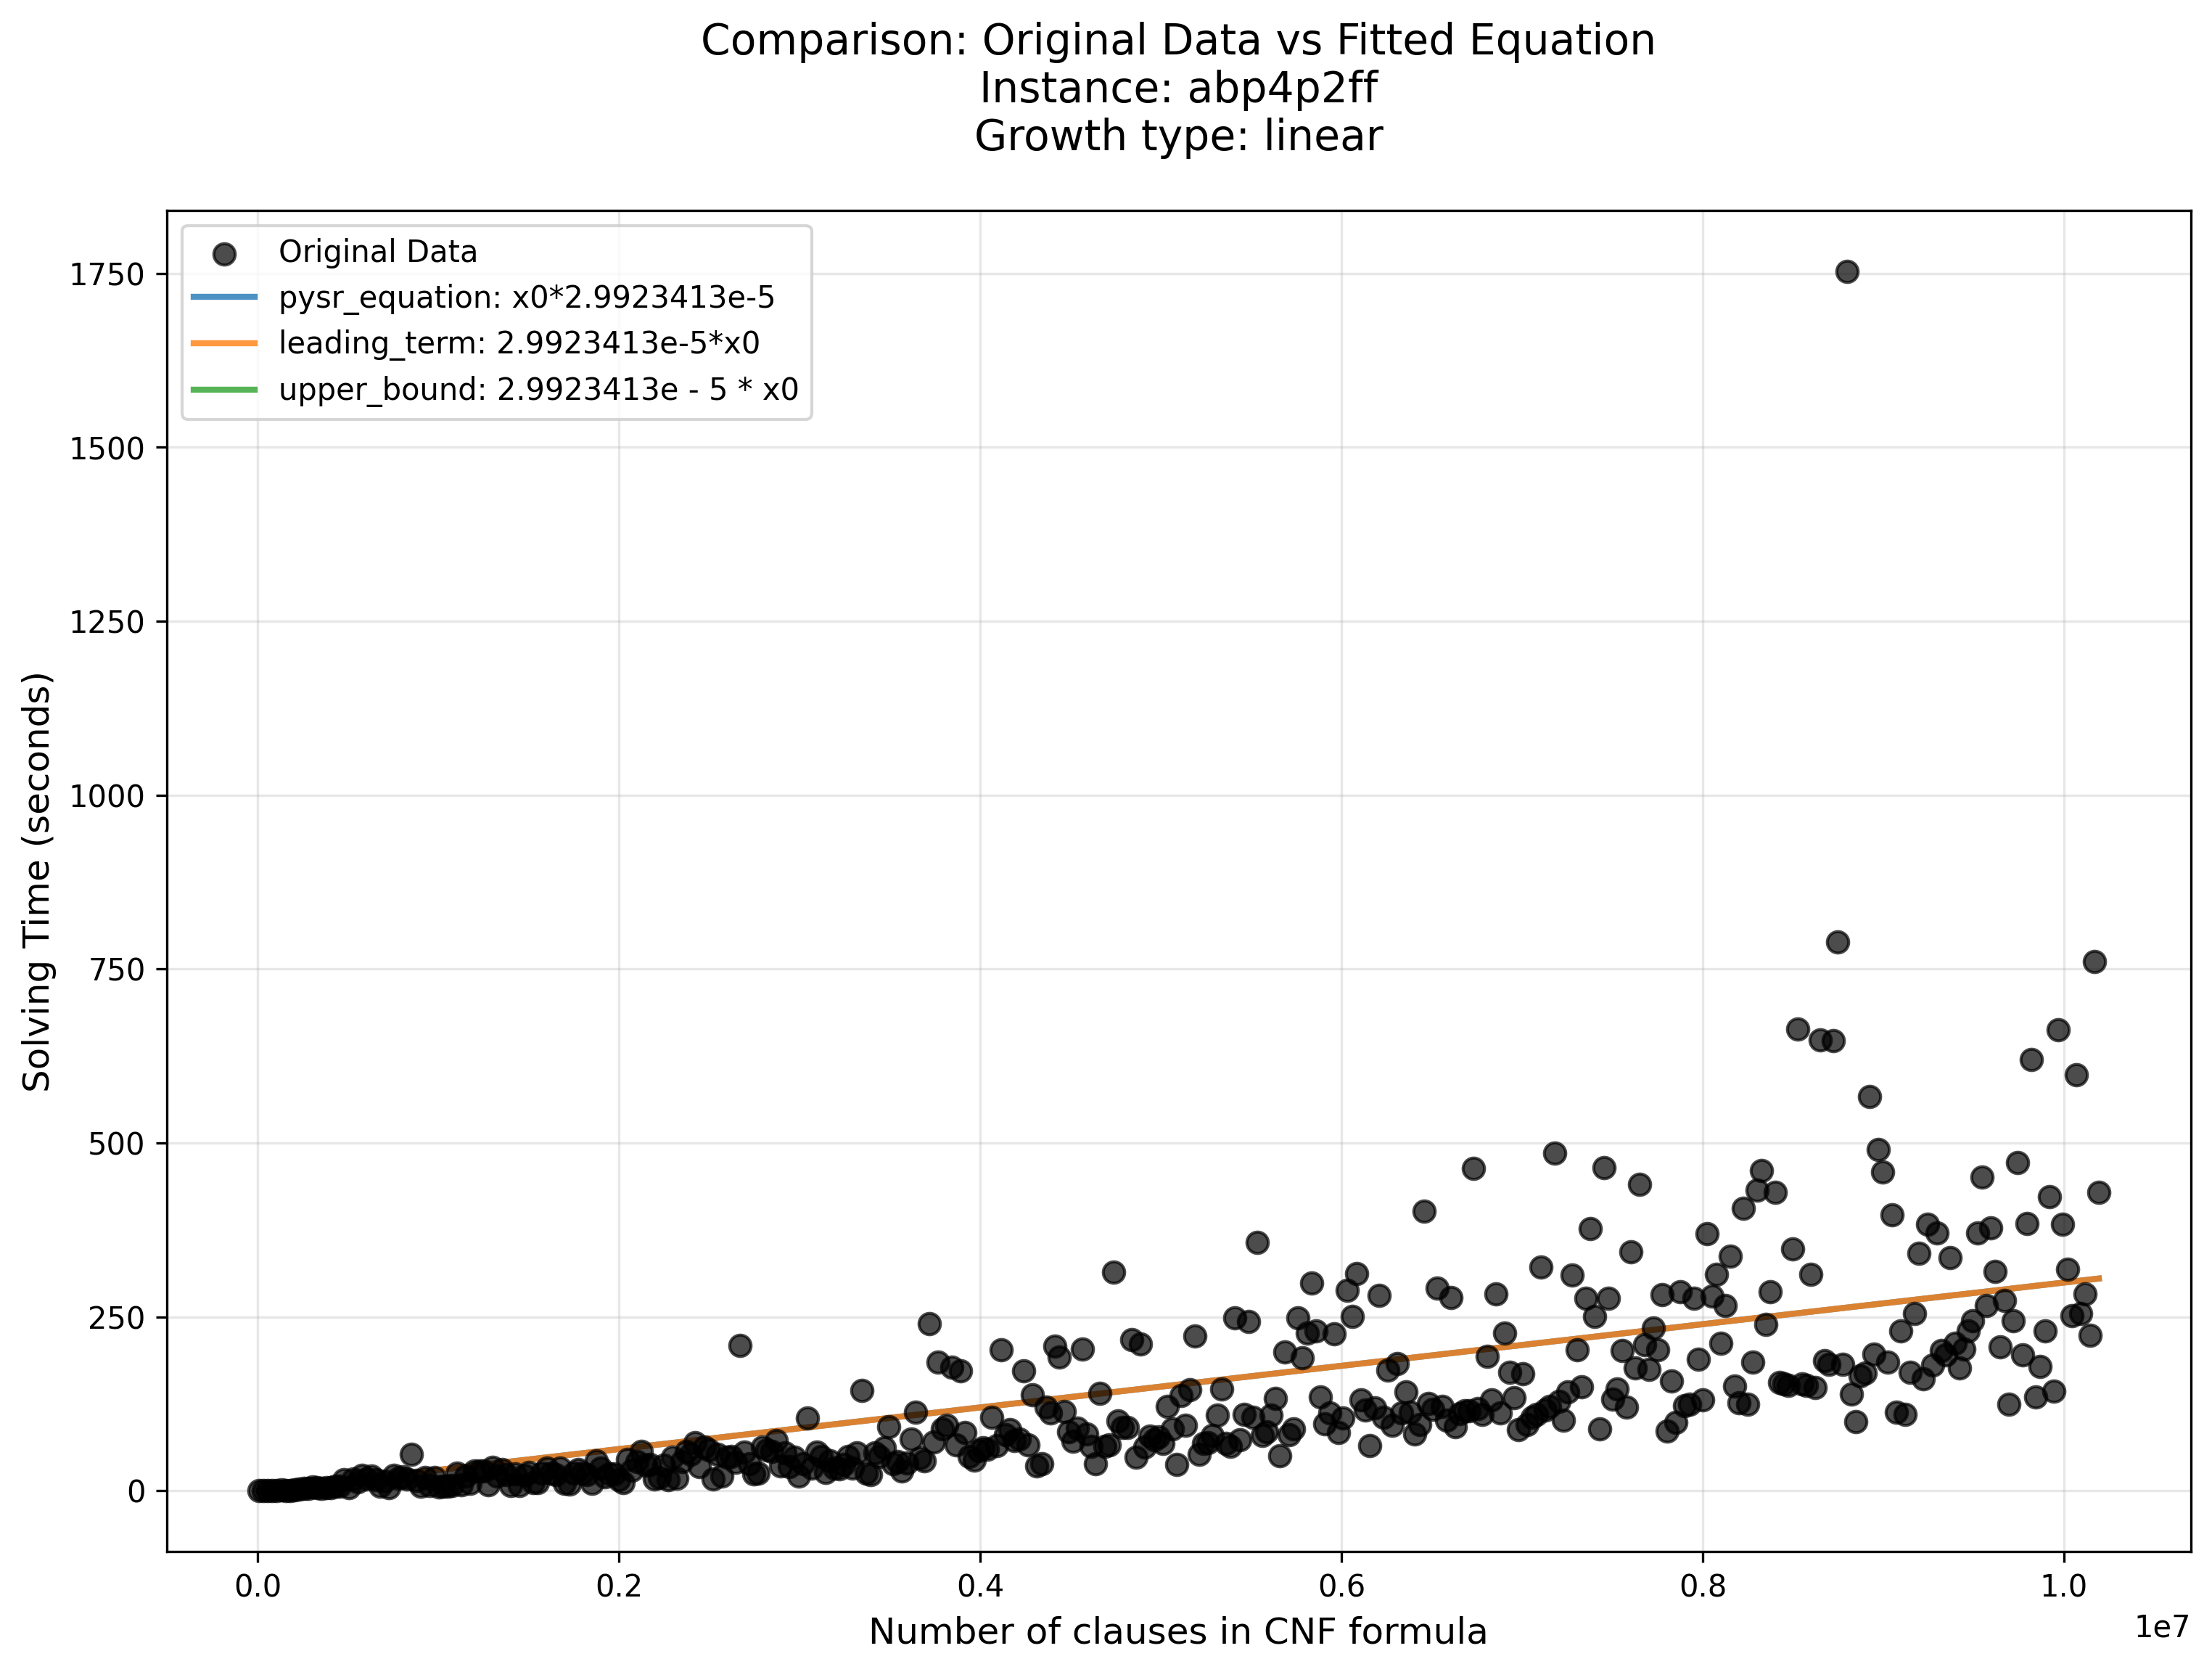 Comparison: Original Data vs Fitted Equation
Instance: abp4p2ff
Growth type: linear
Original Data
pysr_equation: x0*2.9923413e-5
leading_term: 2.9923413e-5*x0
upper_bound: 2.9923413e - 5 * x0
Solving Time (seconds)
1750
1500
1250
1000
750
500
250
0
0.0 0.2 0.4 0.6 0.8 1.0
1e7
Number of clauses in CNF formula